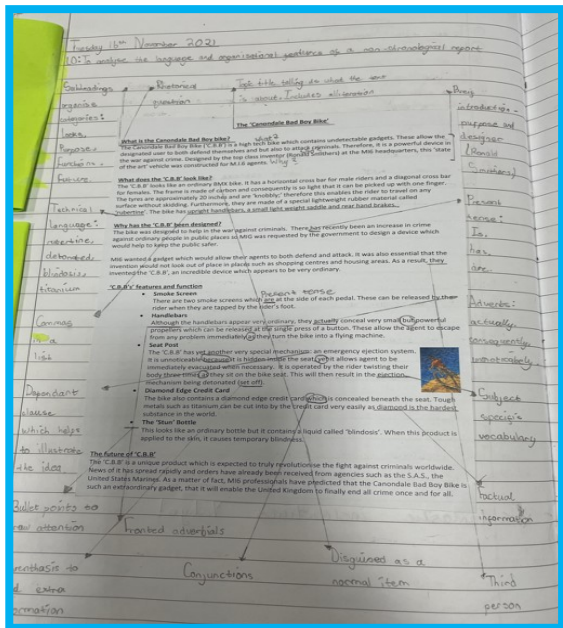 Tuesday 16th November 2021
LO: To analyse the language and organisational features of a non-chronological report
Subheadings
organise
categories:
looks,
Purpose,
Functions,
Future.
Rhetorical
question
Topic title telling us what the text
is about. Includes alliteration
The 'Canondale Bad Boy Bike'
What is the Canondale Bad Boy bike? what?
The Canondale Bad Boy Bike ('C.B.B') is a high tech bike which contains undetectable gadgets. These allow the
designated user to both defend themselves and but also to attack criminals. Therefore, it is a powerful device in
the war against crime. Designed by the top class inventor (Ronald Smithers) at the MI6 headquarters, this 'state
of the art' vehicle was constructed for M.I.6 agents. Why?
introduction
purpose and
designer
(Ronald
Smithers)
What does the 'C.B.B' look like?
The 'C.B.B' looks like an ordinary BMX bike. It has a horizontal cross bar for male riders and a diagonal cross bar
for females. The frame is made of carbon and consequently is so light that it can be picked up with one finger.
The tyres are approximately 20 inches and are "knobbly;" therefore this enables the rider to travel on any
surface without skidding. Furthermore, they are made of a special lightweight rubber material called
'robertine'. The bike has upright handlebars, a small light weight saddle and rear hand brakes.
Technical
language:
robertine,
detonated,
blindosis,
titanium
Present
tense:
Is,
has,
are
Why has the 'C.B.B' been designed?
The bike was designed to help in the war against criminals. There has recently been an increase in crime
against ordinary people in public places so MIG was requested by the government to design a device which
would help to keep the public safer.
MI6 wanted a gadget which would allow their agents to both defend and attack. It was also essential that the
invention would not look out of place in places such as shopping centres and housing areas. As a result, they
invented the 'C.B.B', an incredible device which appears to be very ordinary.
Adverbs:
actually,
consequently,
Commas
a
list
'C.B.B's' features and function
Present tense
• Smoke Screen
There are two smoke screens which are at the side of each pedal. These can be released by their
rider when they are tapped by the rider's foot.
• Handlebars
Although the handlebars appear very ordinary, they actually conceal very small but powerful
propellers which can be released at the single press of a button. These allow the agent to escape
from any problem immediately as they turn the bike into a flying machine.
• Seat Post
The 'C.B.B' has yet another very special mechanism: an emergency ejection system.
It is unnoticeable because it is hidden inside the seat yet it allows agent to be
immediately evacuated when necessary. It is operated by the rider twisting their
body three times as they sit on the bike seat. This will then result in the ejection
mechanism being detonated (set off).
• Diamond Edge Credit Card
The bike also contains a diamond edge credit card which is concealed beneath the seat. Tough
metals such as titanium can be cut into by the credit card very easily as diamond is the hardest
substance in the world.
• The 'Stun' Bottle
This looks like an ordinary bottle but it contains a liquid called 'blindosis'. When this product is
applied to the skin, it causes temporary blindness.
Dependant
clause
which helps
to illustrate
the idea
Subject
specific
vocabulary
The future of 'C.B.B'
The 'C.B.B' is a unique product which is expected to truly revolutionise the fight against criminals worldwide.
News of it has spread rapidly and orders have already been received from agencies such as the S.A.S., the
United States Marines. As a matter of fact, MI6 professionals have predicted that the Canondale Bad Boy Bike is
such an extraordinary gadget, that it will enable the United Kingdom to finally end all crime once and for all.
factual
information
Bullet points to
attention
Fronted adverbials
Conjunctions
Disguised as a
normal item
Third
person
to
extra